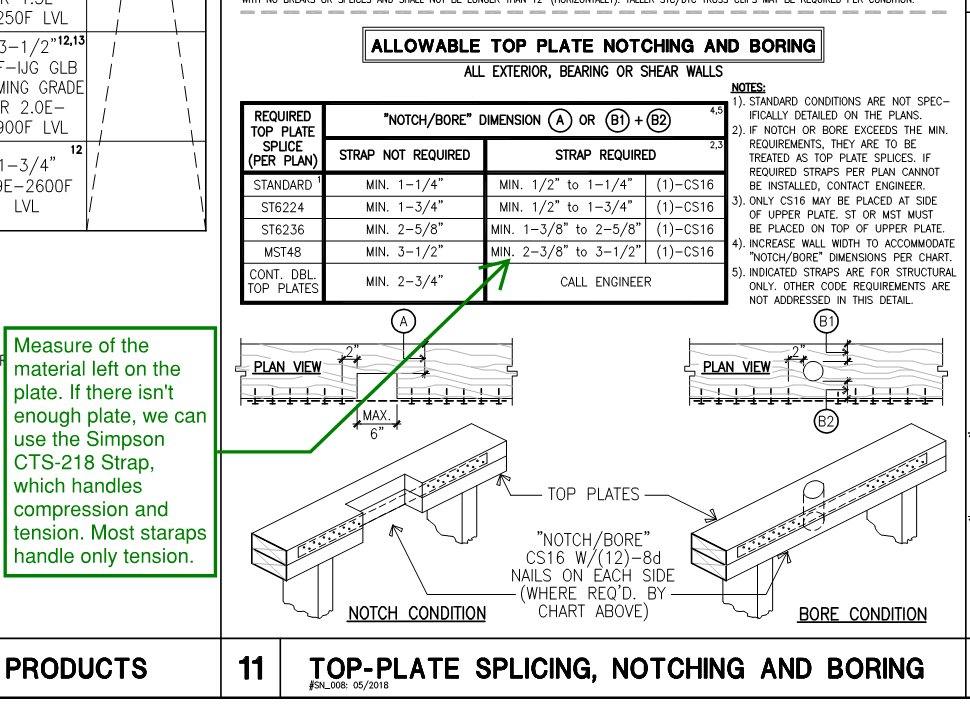 250F LVL
3-1/2" 12,13
F-IJG GLB
MING GRADE
R 2.0E-
900F LVL
1-3/4" 12
9E-2600F
LVL
ALLOWABLE TOP PLATE NOTCHING AND BORING
ALL EXTERIOR, BEARING OR SHEAR WALLS
REQUIRED TOP PLATE SPLICE (PER PLAN)
"NOTCH/BORE" DIMENSION A OR B1 + B2 4,5
STRAP NOT REQUIRED
STRAP REQUIRED 2,3
STANDARD 1 MIN. 1-1/4" MIN. 1/2" to 1-1/4" (1)-CS16
ST6224 MIN. 1-3/4" MIN. 1/2" to 1-3/4" (1)-CS16
ST6236 MIN. 2-5/8" MIN. 1-3/8" to 2-5/8" (1)-CS16
MST48 MIN. 3-1/2" MIN. 2-3/8" to 3-1/2" (1)-CS16
CONT. DBL. TOP PLATES MIN. 2-3/4" CALL ENGINEER
NOTES:
1). STANDARD CONDITIONS ARE NOT SPEC-
IFICALLY DETAILED ON THE PLANS.
2). IF NOTCH OR BORE EXCEEDS THE MIN.
REQUIREMENTS, THEY ARE TO BE
TREATED AS TOP PLATE SPLICES. IF
REQUIRED STRAPS PER PLAN CANNOT
BE INSTALLED, CONTACT ENGINEER.
3). ONLY CS16 MAY BE PLACED AT SIDE
OF UPPER PLATE. ST OR MST MUST
BE PLACED ON TOP OF UPPER PLATE.
4). INCREASE WALL WIDTH TO ACCOMMODATE
"NOTCH/BORE" DIMENSIONS PER CHART.
5). INDICATED STRAPS ARE FOR STRUCTURAL
ONLY. OTHER CODE REQUIREMENTS ARE
NOT ADDRESSED IN THIS DETAIL.
Measure of the
material left on the
plate. If there isn't
enough plate, we can
use the Simpson
CTS-218 Strap,
which handles
compression and
tension. Most staraps
handle only tension.
A
2"
PLAN VIEW
MAX.
6"
B1
2"
PLAN VIEW
B2
TOP PLATES
"NOTCH/BORE"
CS16 W/(12)-8d
NAILS ON EACH SIDE
(WHERE REQ'D. BY
CHART ABOVE)
NOTCH CONDITION
BORE CONDITION
PRODUCTS
11
TOP-PLATE SPLICING, NOTCHING AND BORING
#SN_008: 05/2018